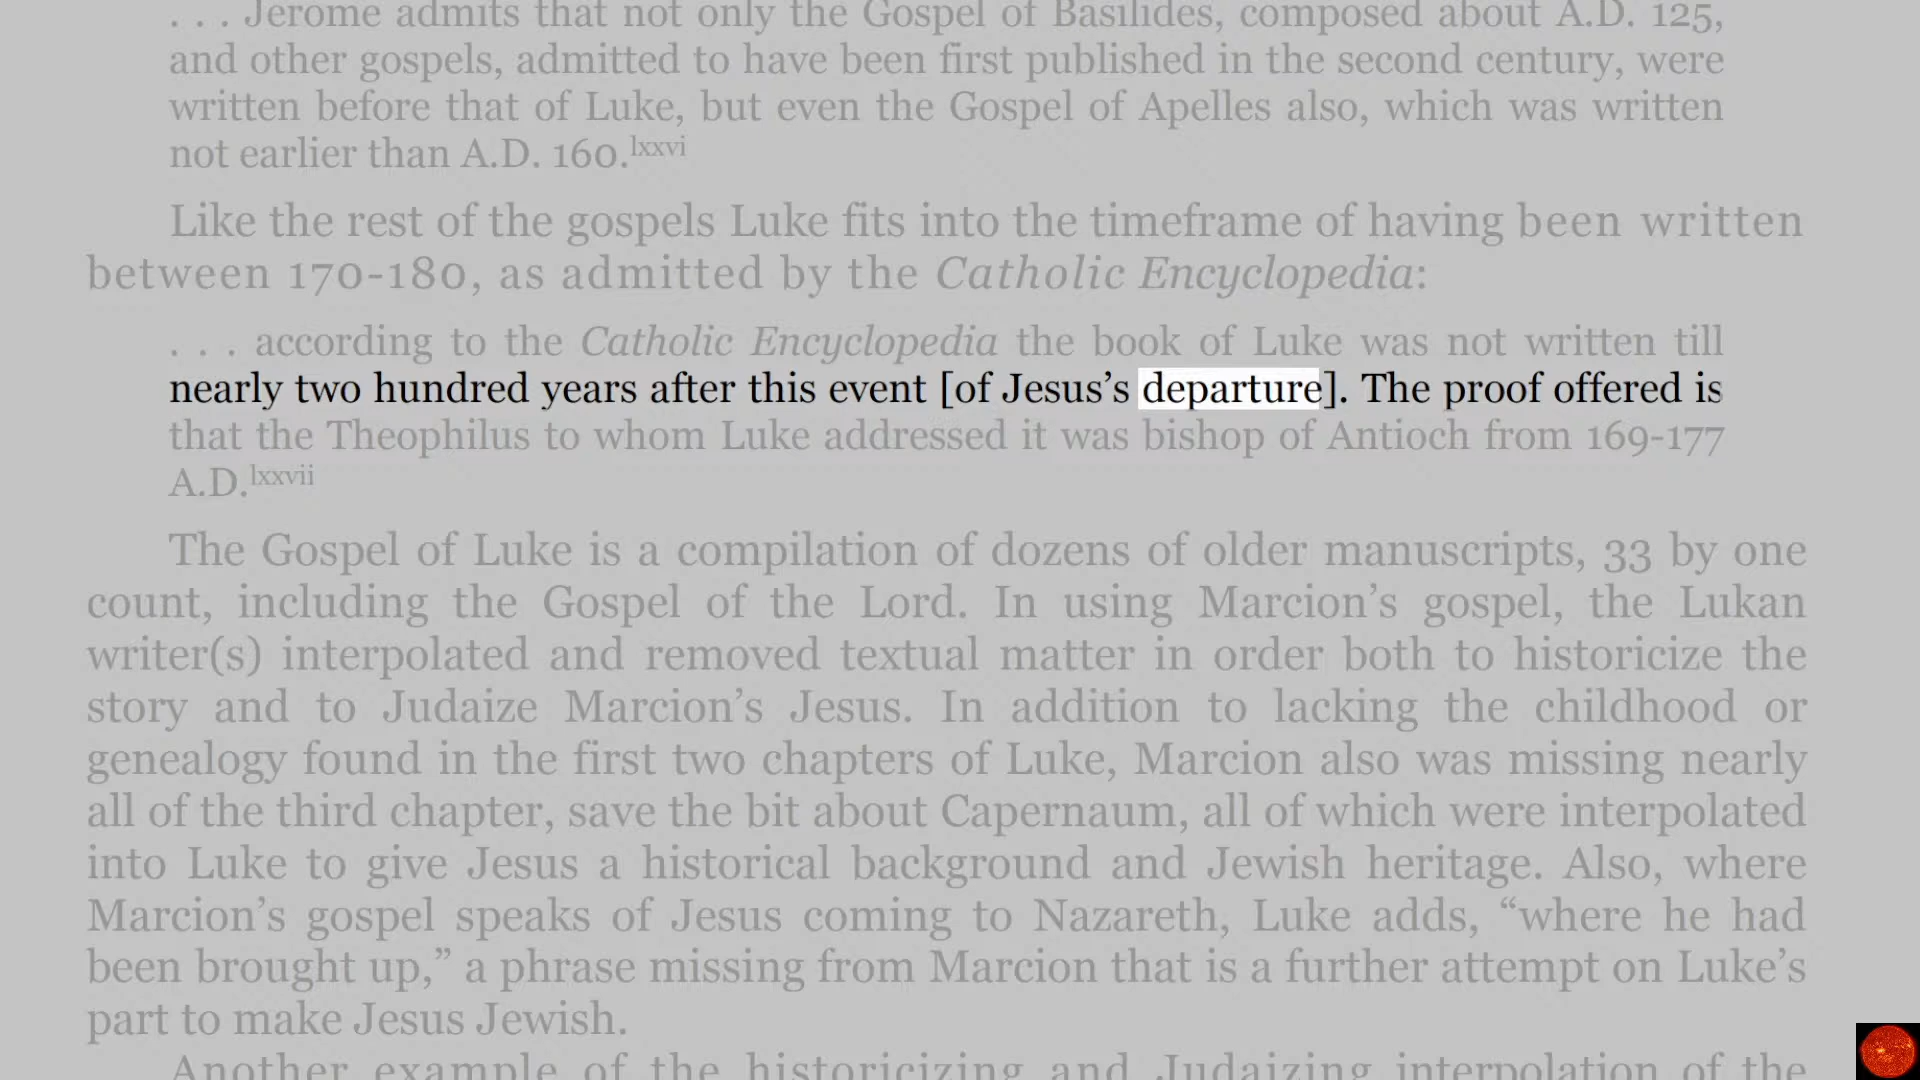 . . . Jerome admits that not only the Gospel of Basilides, composed about A.D. 125,
and other gospels, admitted to have been first published in the second century, were
written before that of Luke, but even the Gospel of Apelles also, which was written
not earlier than A.D. 160.lxxvi
Like the rest of the gospels Luke fits into the timeframe of having been written
between 170-180, as admitted by the Catholic Encyclopedia:
. . . according to the Catholic Encyclopedia the book of Luke was not written till
nearly two hundred years after this event [of Jesus’s departure]. The proof offered is
that the Theophilus to whom Luke addressed it was bishop of Antioch from 169-177
A.D.lxxvii
The Gospel of Luke is a compilation of dozens of older manuscripts, 33 by one
count, including the Gospel of the Lord. In using Marcion’s gospel, the Lukan
writer(s) interpolated and removed textual matter in order both to historicize the
story and to Judaize Marcion’s Jesus. In addition to lacking the childhood or
genealogy found in the first two chapters of Luke, Marcion also was missing nearly
all of the third chapter, save the bit about Capernaum, all of which were interpolated
into Luke to give Jesus a historical background and Jewish heritage. Also, where
Marcion’s gospel speaks of Jesus coming to Nazareth, Luke adds, “where he had
been brought up,” a phrase missing from Marcion that is a further attempt on Luke’s
part to make Jesus Jewish.
Another example of the historicizing and Judaizing interpolation of the